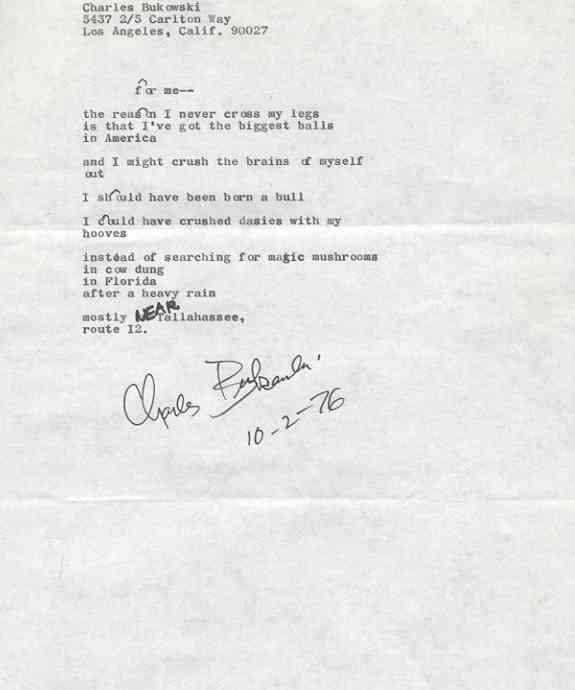 Charles Bukowski
5437 2/5 Carlton Way
Los Angeles, Calif. 90027
for me--
the reason I never cross my legs
is that I've got the biggest balls
in America
and I might crush the brains of myself
out
I should have been born a bull
I could have crushed dasies with my
hooves
instead of searching for magic mushrooms
in cow dung
in Florida
after a heavy rain
mostly NEAR Tallahassee,
route I2.
Charles Bukowski
10-2-76